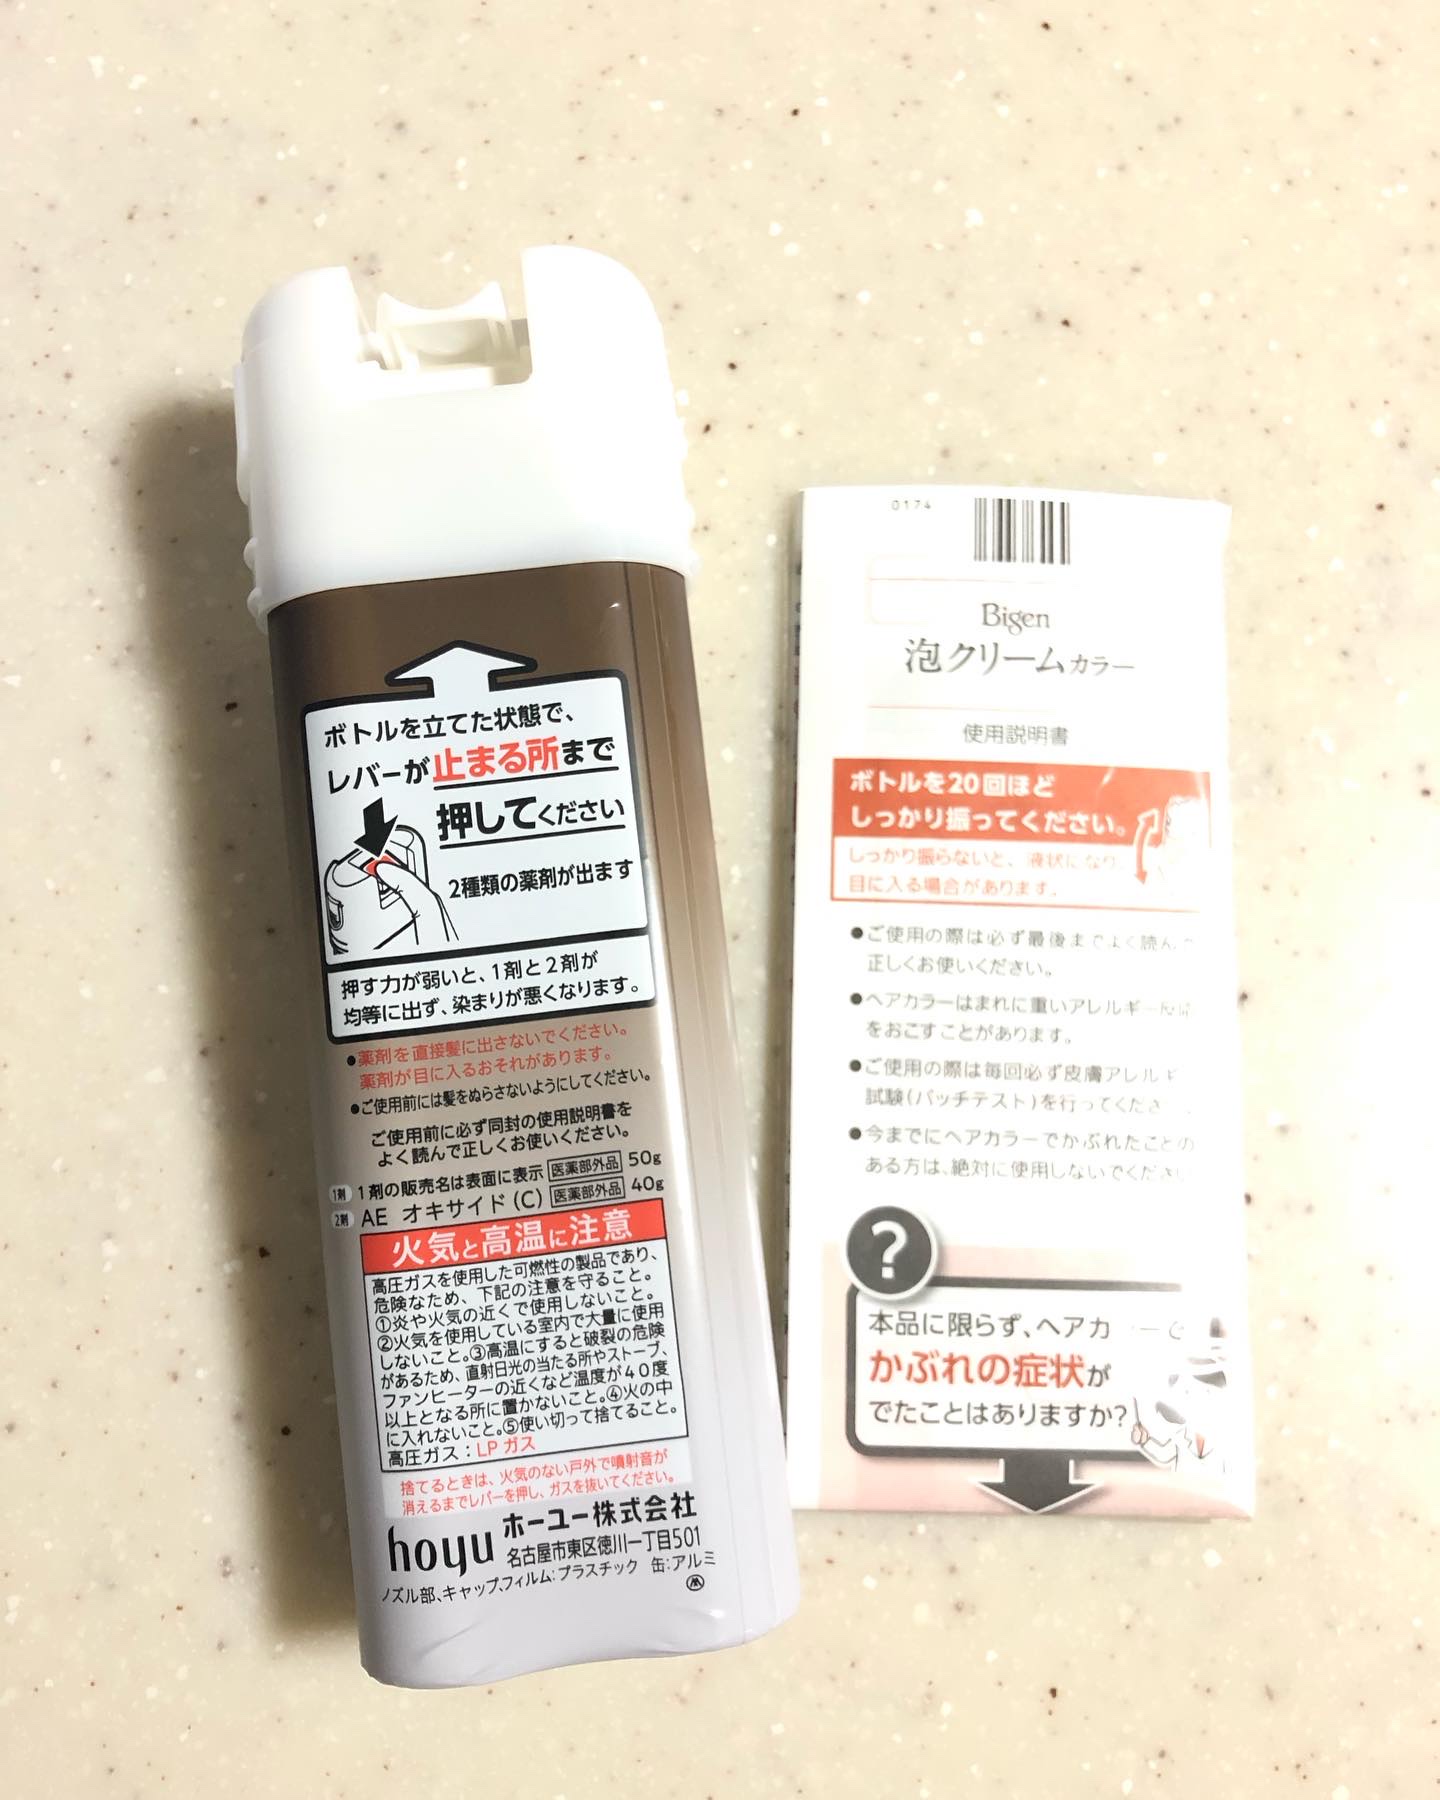 ボトルを立てた状態で、
レバーが止まる所まで
押してください
2種類の薬剤が出ます
押す力が弱いと、1剤と2剤が
均等に出ず、染まりが悪くなります。
●薬剤を直接髪に出さないでください。
薬剤が目に入るおそれがあります。
●ご使用前には髪をぬらさないようにしてください。
ご使用前に必ず同封の使用説明書を
よく読んで正しくお使いください。
1剤 1剤の販売名は表面に表示 医薬部外品 50g
2剤 AE オキサイド(C) 医薬部外品 40g
火気と高温に注意
高圧ガスを使用した可燃性の製品であり、
危険なため、下記の注意を守ること。
①炎や火気の近くで使用しないこと。
②火気を使用している室内で大量に使用
しないこと。③高温にすると破裂の危険
があるため、直射日光の当たる所やストーブ、
ファンヒーターの近くなど温度が40度
以上となる所に置かないこと。④火の中
に入れないこと。⑤使い切って捨てること。
高圧ガス:LPガス
捨てるときは、火気のない戸外で噴射音が
消えるまでレバーを押し、ガスを抜いてください。
hoyu ホーユー株式会社
名古屋市東区徳川一丁目501
ノズル部、キャップ、フィルム:プラスチック 缶:アルミ
0174
Bigen
泡クリームカラー
使用説明書
ボトルを20回ほど
しっかり振ってください。
しっかり振らないと、液状になり、
目に入る場合があります。
●ご使用の際は必ず最後までよく読んで
正しくお使いください。
●ヘアカラーはまれに重いアレルギー反応
をおこすことがあります。
●ご使用の際は毎回必ず皮膚アレルギー
試験(パッチテスト)を行ってください。
●今までにヘアカラーでかぶれたことの
ある方は、絶対に使用しないでください
?
本品に限らず、ヘアカラーで
かぶれの症状が
でたことはありますか?